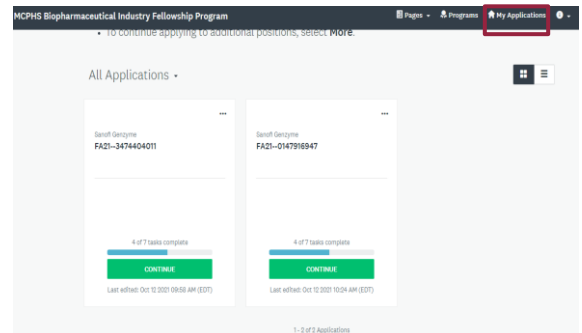 MCPHS Biopharmaceutical Industry Fellowship Program Pages Programs My Applications
• To continue applying to additional positions, select More.
All Applications
Sanofi Genzyme Sanofi Genzyme
FA21--3474404011 FA21--0147916947
4 of 7 tasks complete 4 of 7 tasks complete
CONTINUE CONTINUE
Last edited: Oct 12 2021 09:58 AM (EDT) Last edited: Oct 12 2021 10:24 AM (EDT)
1-2 of 2 Applications